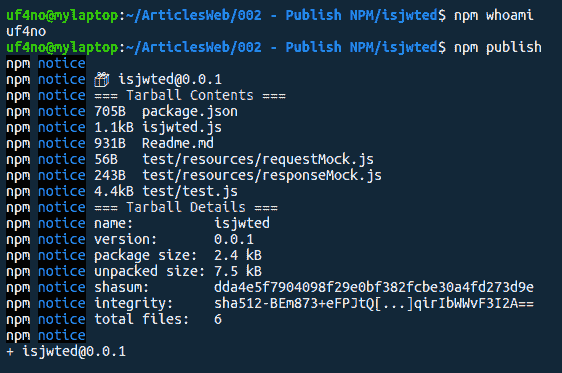 uf4no@mylaptop:~/ArticlesWeb/002 - Publish NPM/isjwted$ npm whoami
uf4no
uf4no@mylaptop:~/ArticlesWeb/002 - Publish NPM/isjwted$ npm publish
npm notice
npm notice 📦 isjwted@0.0.1
npm notice === Tarball Contents ===
npm notice 705B package.json
npm notice 1.1kB isjwted.js
npm notice 931B Readme.md
npm notice 56B test/resources/requestMock.js
npm notice 243B test/resources/responseMock.js
npm notice 4.4kB test/test.js
npm notice === Tarball Details ===
npm notice name: isjwted
npm notice version: 0.0.1
npm notice package size: 2.4 kB
npm notice unpacked size: 7.5 kB
npm notice shasum: dda4e5f7904098f29e0bf382fcbe30a4fd273d9e
npm notice integrity: sha512-BEm873+eFPJtQ[...]qirIbWWvF3I2A==
npm notice total files: 6
npm notice
+ isjwted@0.0.1